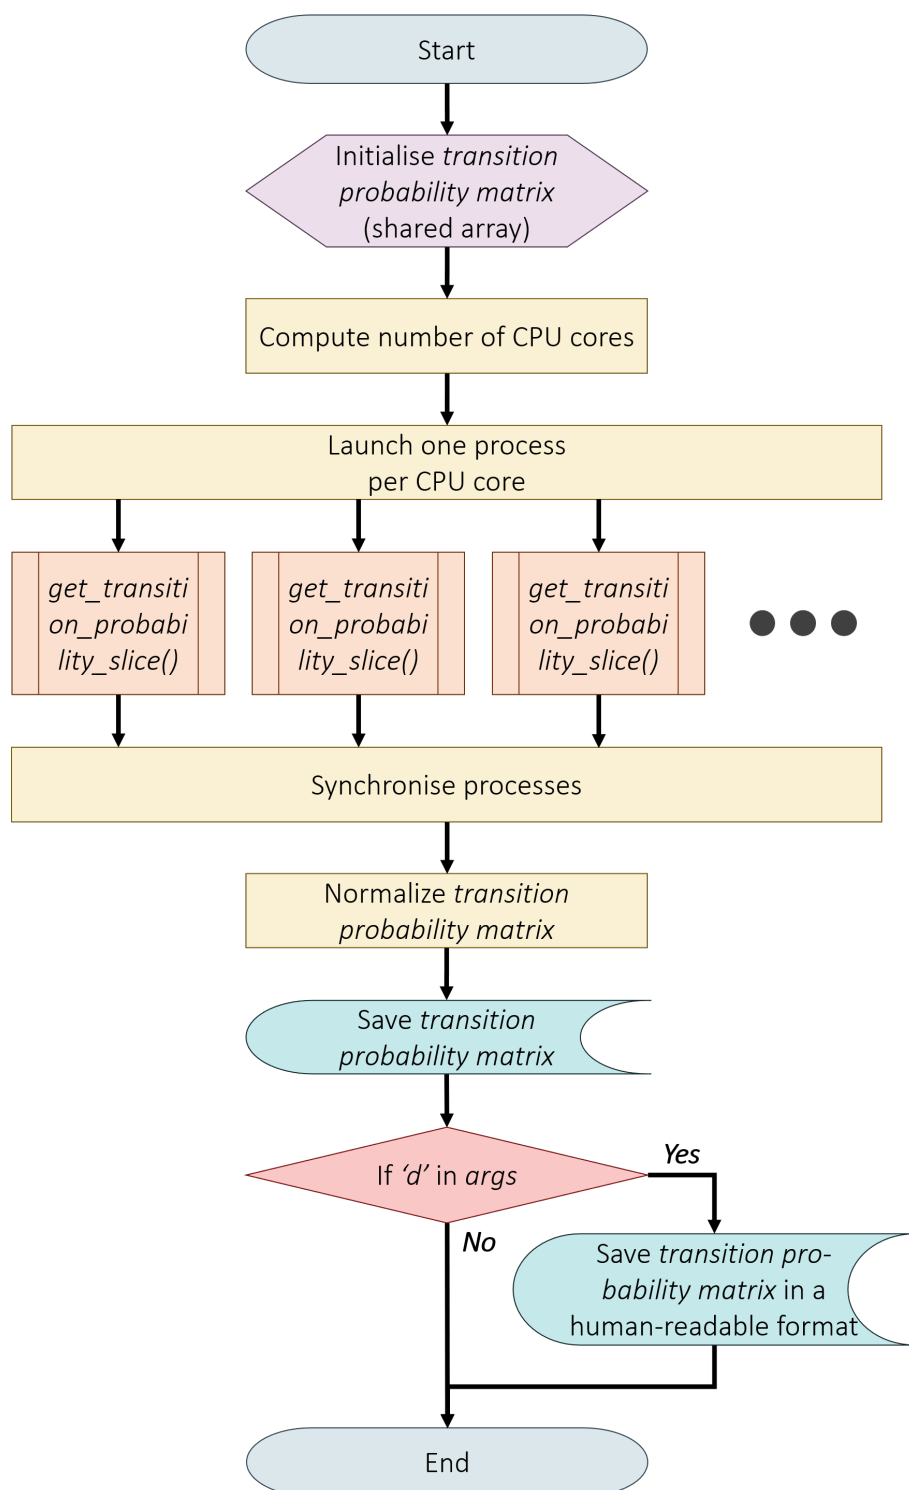 Start
Initialise transition
probability matrix
(shared array)
Compute number of CPU cores
Launch one process
per CPU core
get_transiti
on_probabi
lity_slice()
get_transiti
on_probabi
lity_slice()
get_transiti
on_probabi
lity_slice()
Synchronise processes
Normalize transition
probability matrix
Save transition
probability matrix
If ‘d’ in args
Yes
No
Save transition pro-
bability matrix in a
human-readable format
End